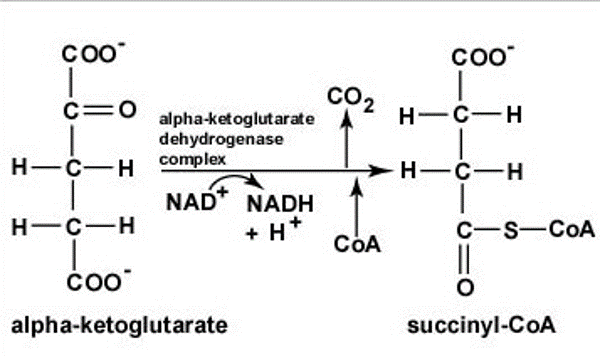 COO-
C=O
H-C-H
H-C-H
COO-
alpha-ketoglutarate
alpha-ketoglutarate
dehydrogenase
complex
NAD+ NADH
+ H+
CO2
CoA
COO-
H-C-H
H-C-H
C-S-CoA
O
succinyl-CoA